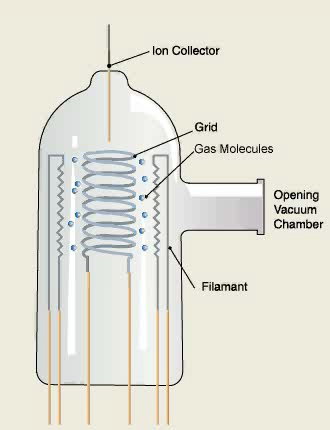 Ion Collector
Grid
Gas Molecules
Opening
Vacuum
Chamber
Filamant